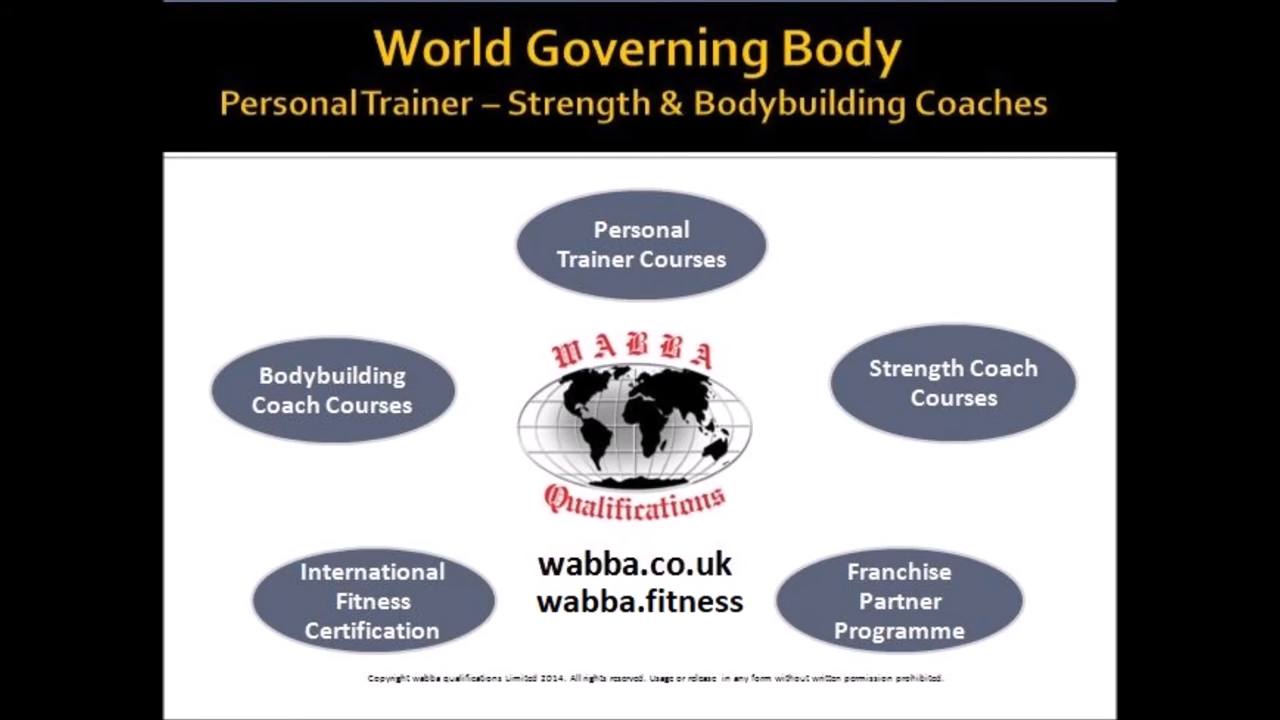 World Governing Body
Personal Trainer – Strength & Bodybuilding Coaches
Personal
Trainer Courses
Bodybuilding
Coach Courses
Strength Coach
Courses
WABBA
Qualifications
wabba.co.uk
wabba.fitness
International
Fitness
Certification
Franchise
Partner
Programme
Copyright wabba qualifications Limited 2014. All rights reserved. Usage or release in any form without written permission prohibited.